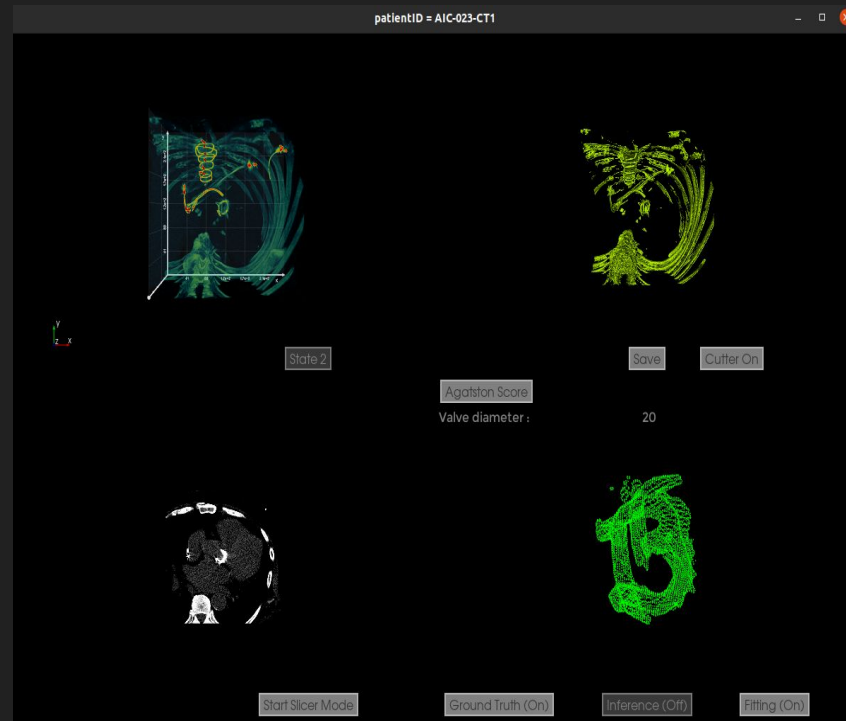 patientID = AIC-023-CT1
y
z x
State 2
Save
Cutter On
Agatston Score
Valve diameter :
20
Start Slicer Mode
Ground Truth (On)
Inference (Off)
Fitting (On)